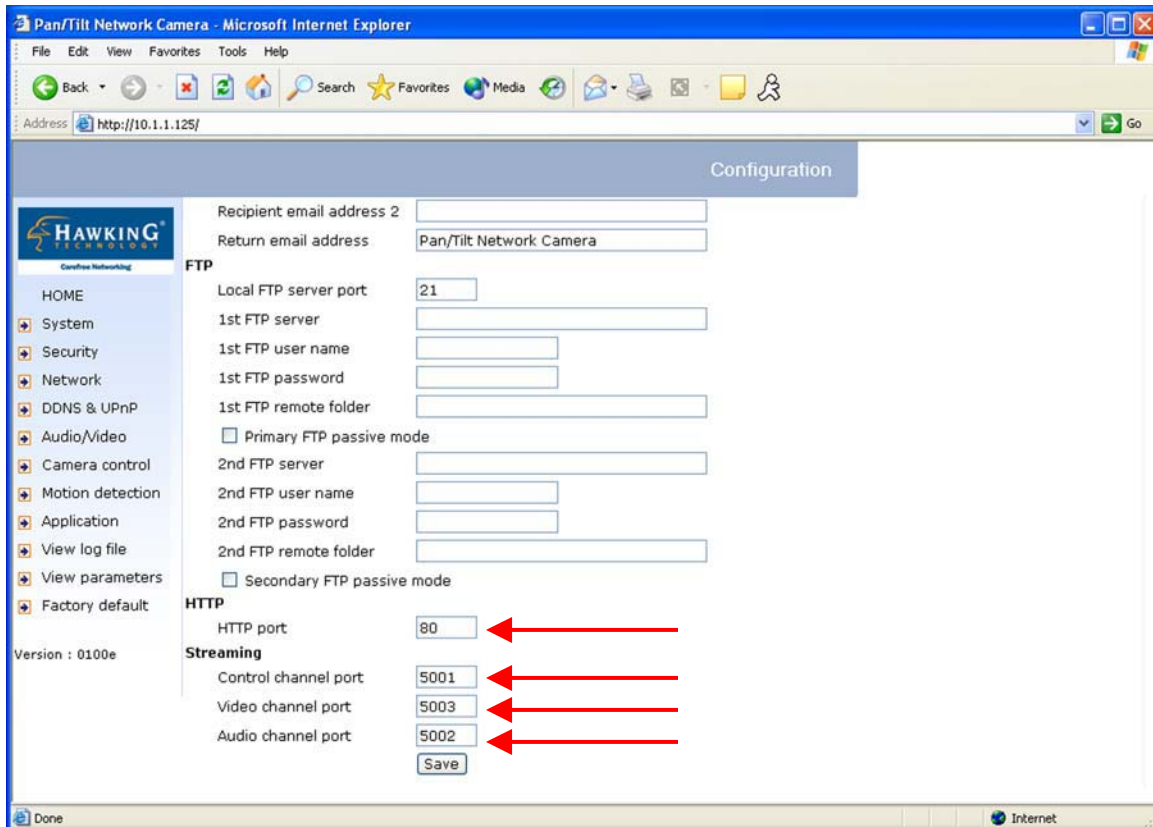 Pan/Tilt Network Camera - Microsoft Internet Explorer
File Edit View Favorites Tools Help
Back Search Favorites Media
Address http://10.1.1.125/ Go
Configuration
HAWKING
TECHNOLOGY
Carefree Networking
HOME
System
Security
Network
DDNS & UPnP
Audio/Video
Camera control
Motion detection
Application
View log file
View parameters
Factory default
Version : 0100e
Recipient email address 2
Return email address Pan/Tilt Network Camera
FTP
Local FTP server port 21
1st FTP server
1st FTP user name
1st FTP password
1st FTP remote folder
Primary FTP passive mode
2nd FTP server
2nd FTP user name
2nd FTP password
2nd FTP remote folder
Secondary FTP passive mode
HTTP
HTTP port 80
Streaming
Control channel port 5001
Video channel port 5003
Audio channel port 5002
Save
Done Internet